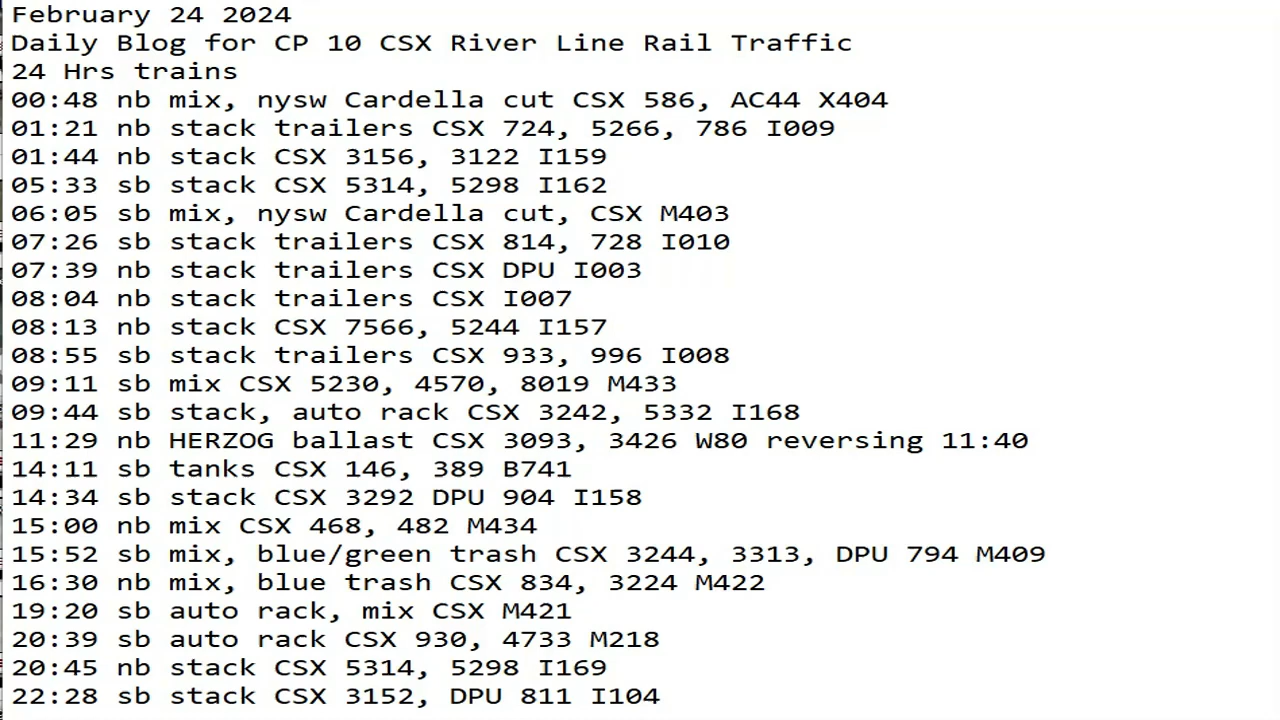 February 24 2024
Daily Blog for CP 10 CSX River Line Rail Traffic
24 Hrs trains
00:48 nb mix, nysw Cardella cut CSX 586, AC44 X404
01:21 nb stack trailers CSX 724, 5266, 786 I009
01:44 nb stack CSX 3156, 3122 I159
05:33 sb stack CSX 5314, 5298 I162
06:05 sb mix, nysw Cardella cut, CSX M403
07:26 sb stack trailers CSX 814, 728 I010
07:39 nb stack trailers CSX DPU I003
08:04 nb stack trailers CSX I007
08:13 nb stack CSX 7566, 5244 I157
08:55 sb stack trailers CSX 933, 996 I008
09:11 sb mix CSX 5230, 4570, 8019 M433
09:44 sb stack, auto rack CSX 3242, 5332 I168
11:29 nb HERZOG ballast CSX 3093, 3426 W80 reversing 11:40
14:11 sb tanks CSX 146, 389 B741
14:34 sb stack CSX 3292 DPU 904 I158
15:00 nb mix CSX 468, 482 M434
15:52 sb mix, blue/green trash CSX 3244, 3313, DPU 794 M409
16:30 nb mix, blue trash CSX 834, 3224 M422
19:20 sb auto rack, mix CSX M421
20:39 sb auto rack CSX 930, 4733 M218
20:45 nb stack CSX 5314, 5298 I169
22:28 sb stack CSX 3152, DPU 811 I104